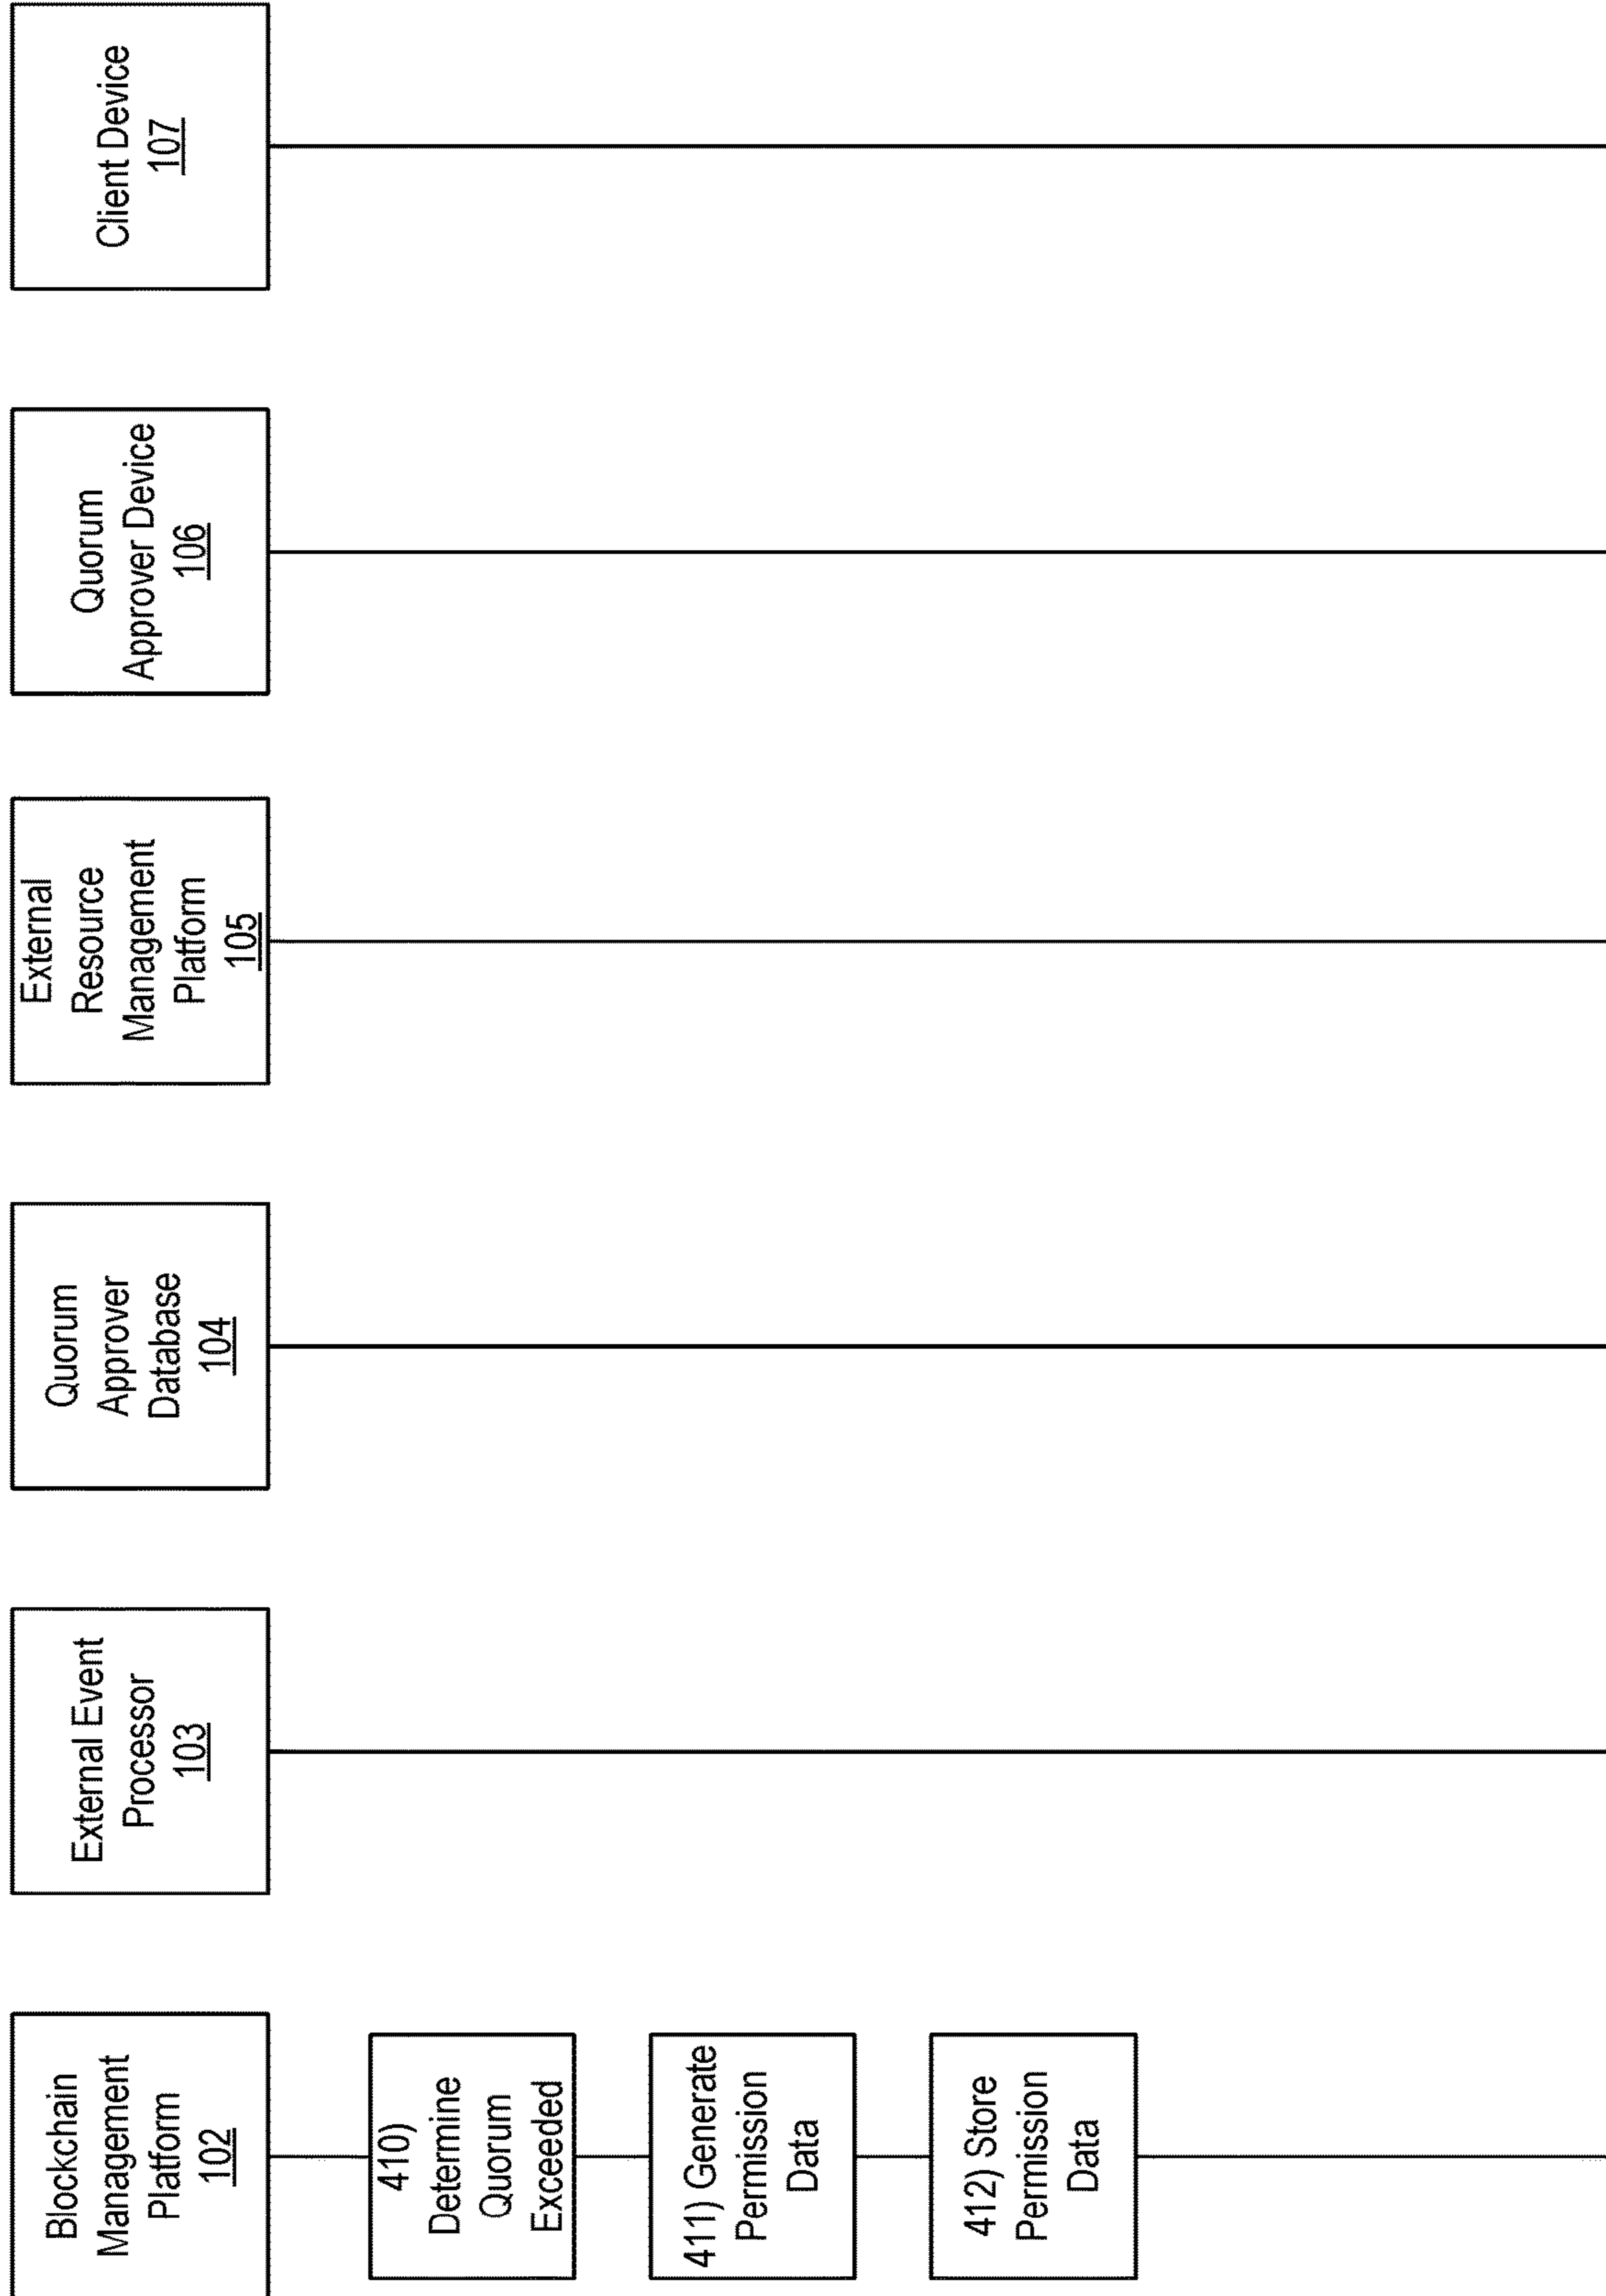 Blockchain
Management
Platform
102
External Event
Processor
103
Quorum
Approver
Database
104
External
Resource
Management
Platform
105
Quorum
Approver Device
106
Client Device
107
410)
Determine
Quorum
Exceeded
411) Generate
Permission
Data
412) Store
Permission
Data